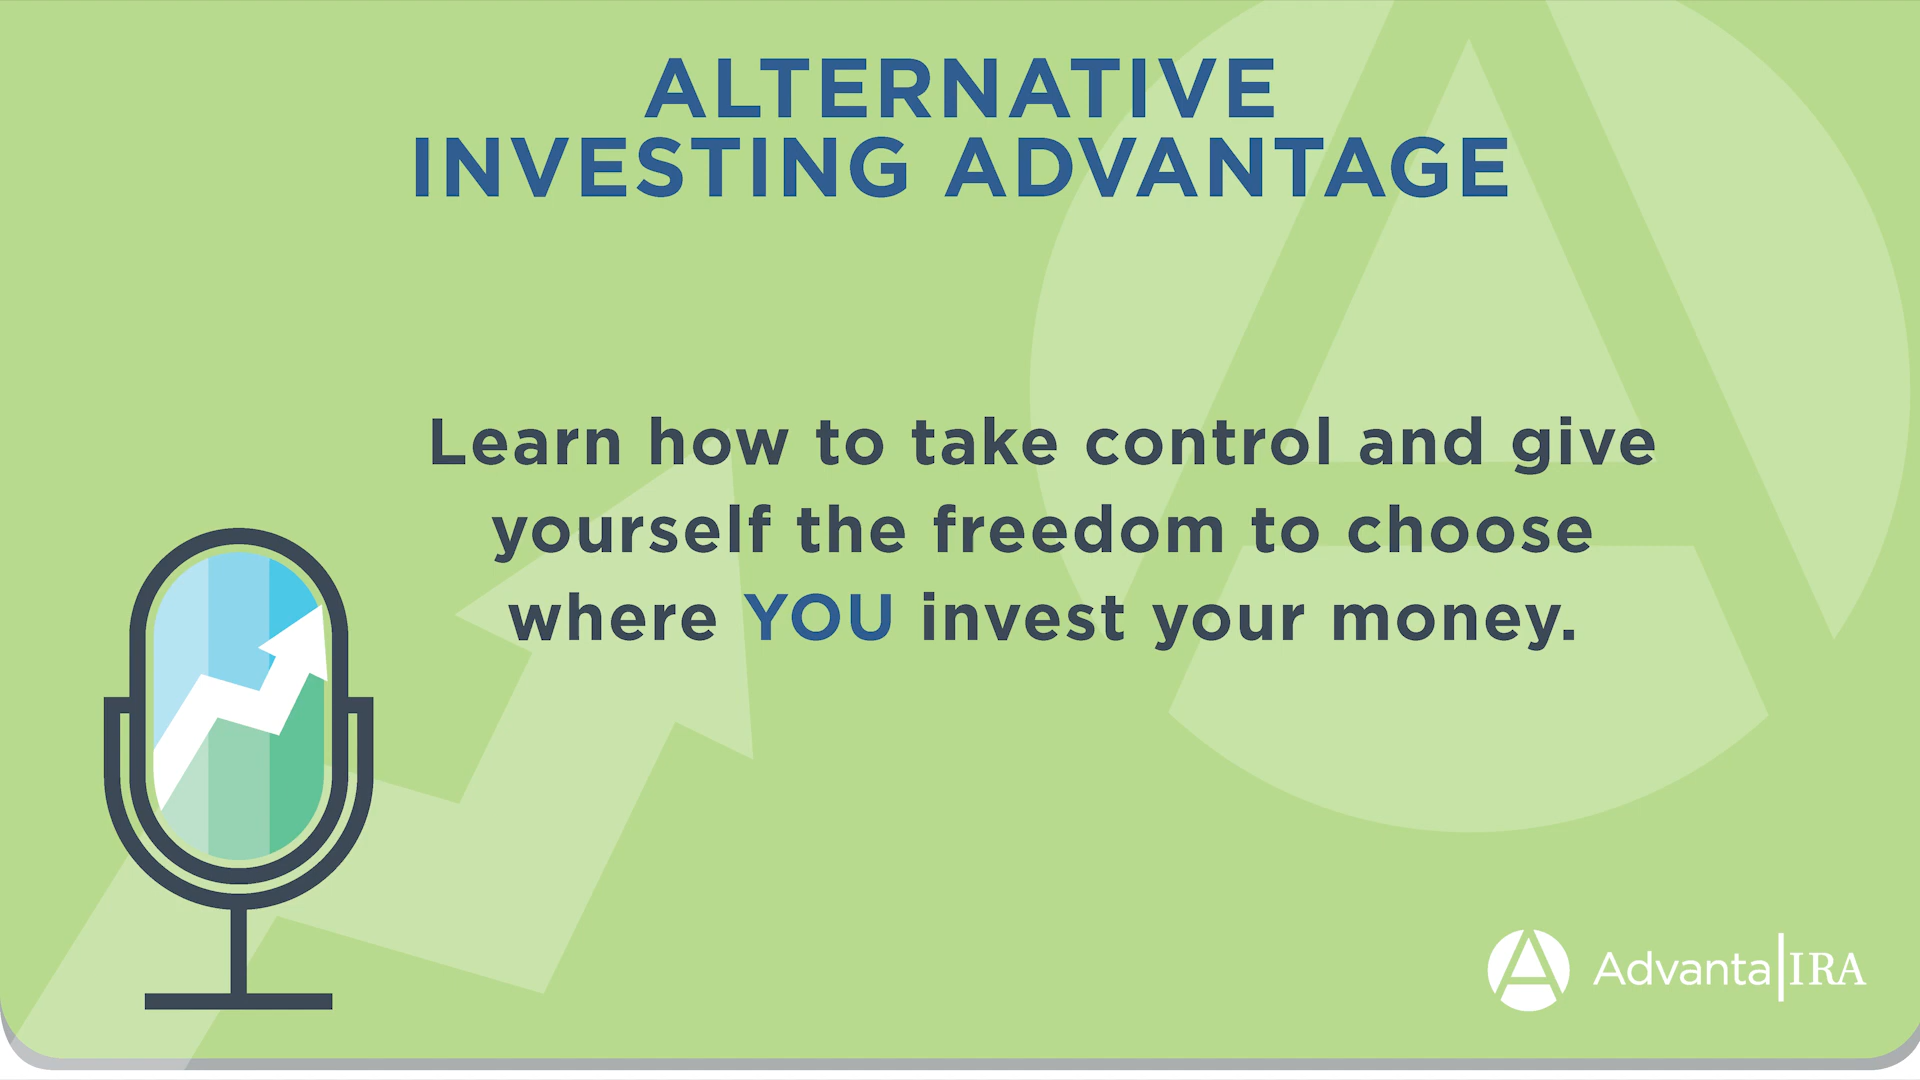 ALTERNATIVE
INVESTING ADVANTAGE
Learn how to take control and give
yourself the freedom to choose
where YOU invest your money.
Advanta|IRA